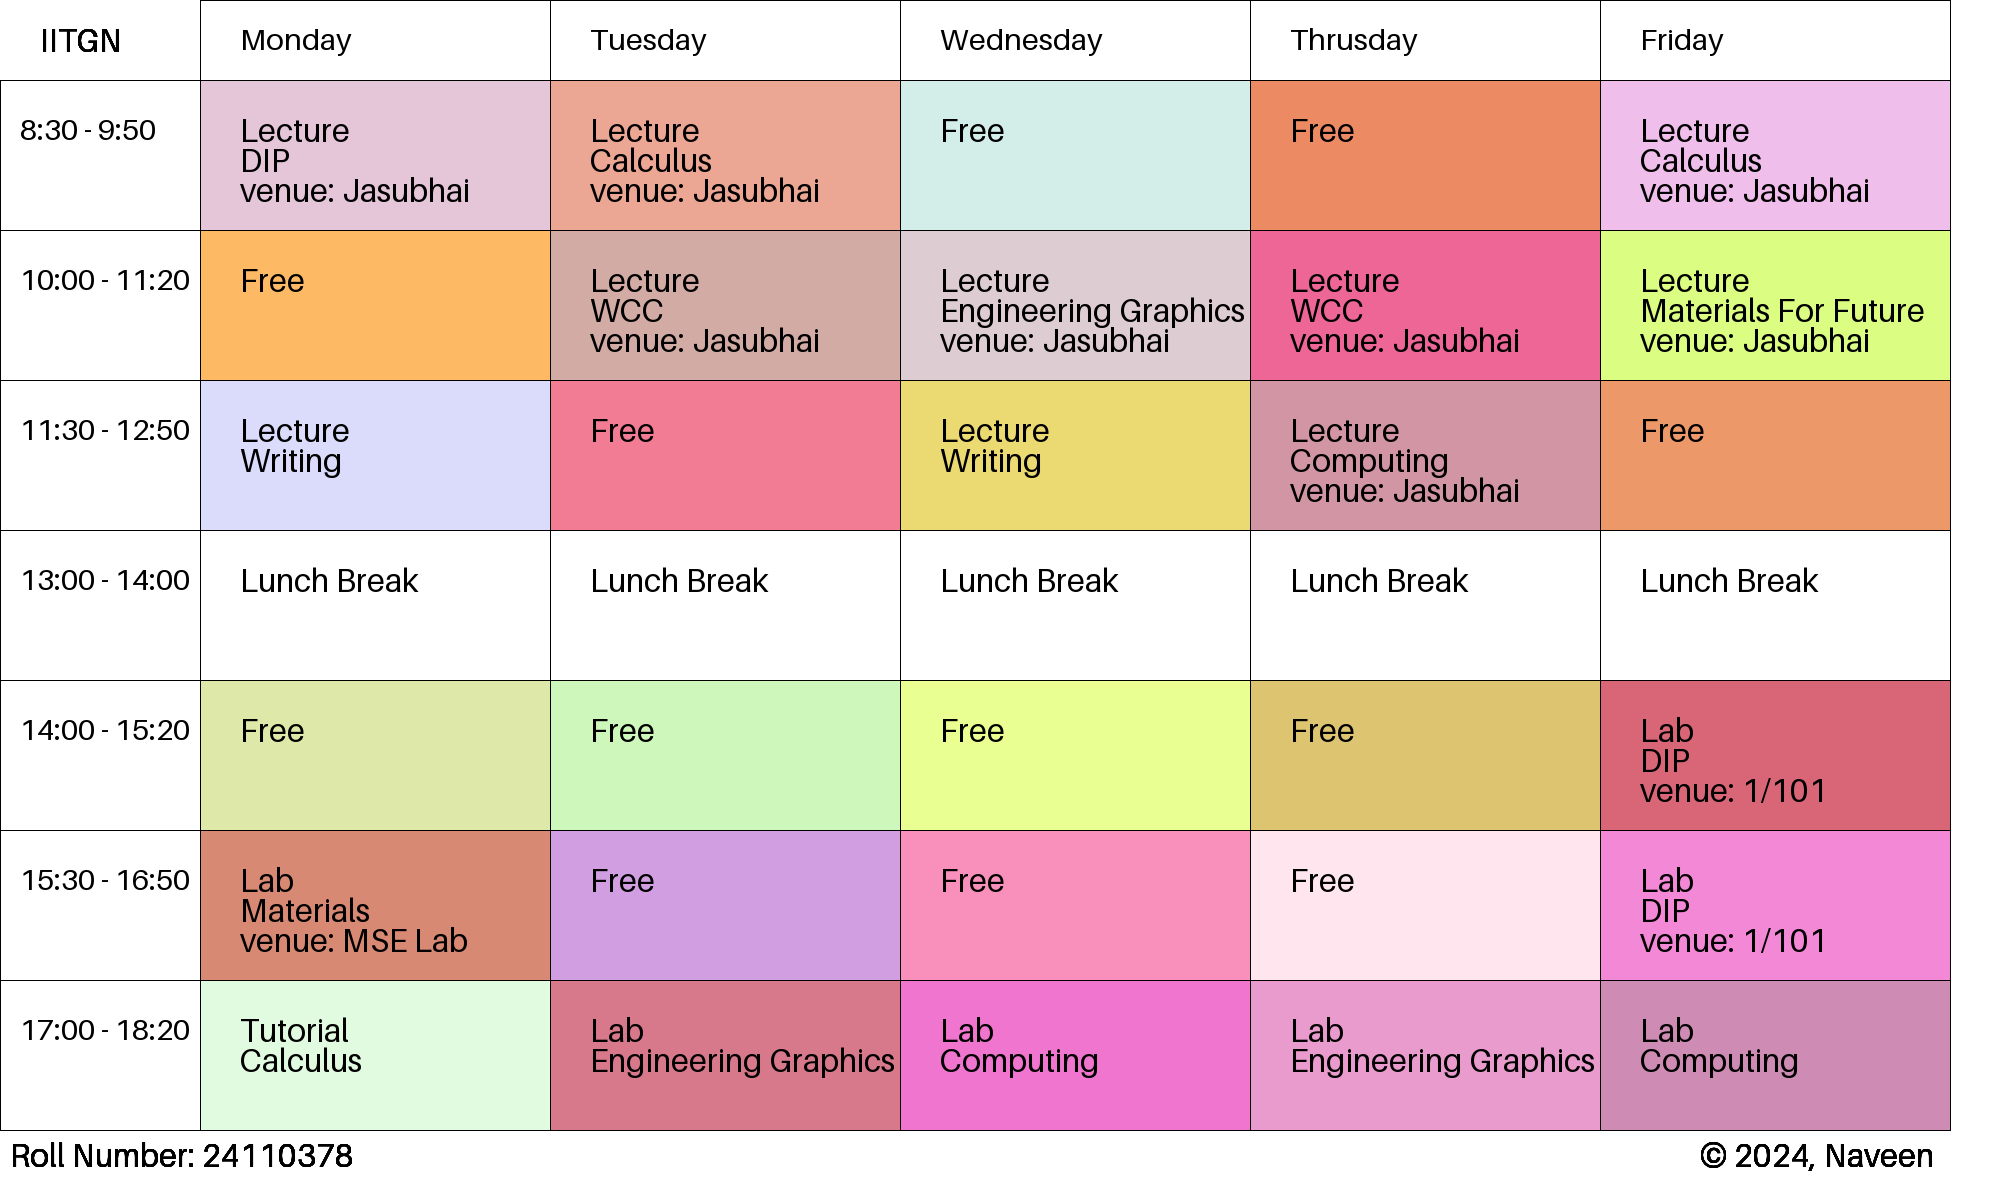 IITGN Monday Tuesday Wednesday Thrusday Friday
8:30 - 9:50
Lecture
DIP
venue: Jasubhai
Lecture
Calculus
venue: Jasubhai
Free
Free
Lecture
Calculus
venue: Jasubhai
10:00 - 11:20
Free
Lecture
WCC
venue: Jasubhai
Lecture
Engineering Graphics
venue: Jasubhai
Lecture
WCC
venue: Jasubhai
Lecture
Materials For Future
venue: Jasubhai
11:30 - 12:50
Lecture
Writing
Free
Lecture
Writing
Lecture
Computing
venue: Jasubhai
Free
13:00 - 14:00
Lunch Break
Lunch Break
Lunch Break
Lunch Break
Lunch Break
14:00 - 15:20
Free
Free
Free
Free
Lab
DIP
venue: 1/101
15:30 - 16:50
Lab
Materials
venue: MSE Lab
Free
Free
Free
Lab
DIP
venue: 1/101
17:00 - 18:20
Tutorial
Calculus
Lab
Engineering Graphics
Lab
Computing
Lab
Engineering Graphics
Lab
Computing
Roll Number: 24110378
© 2024, Naveen